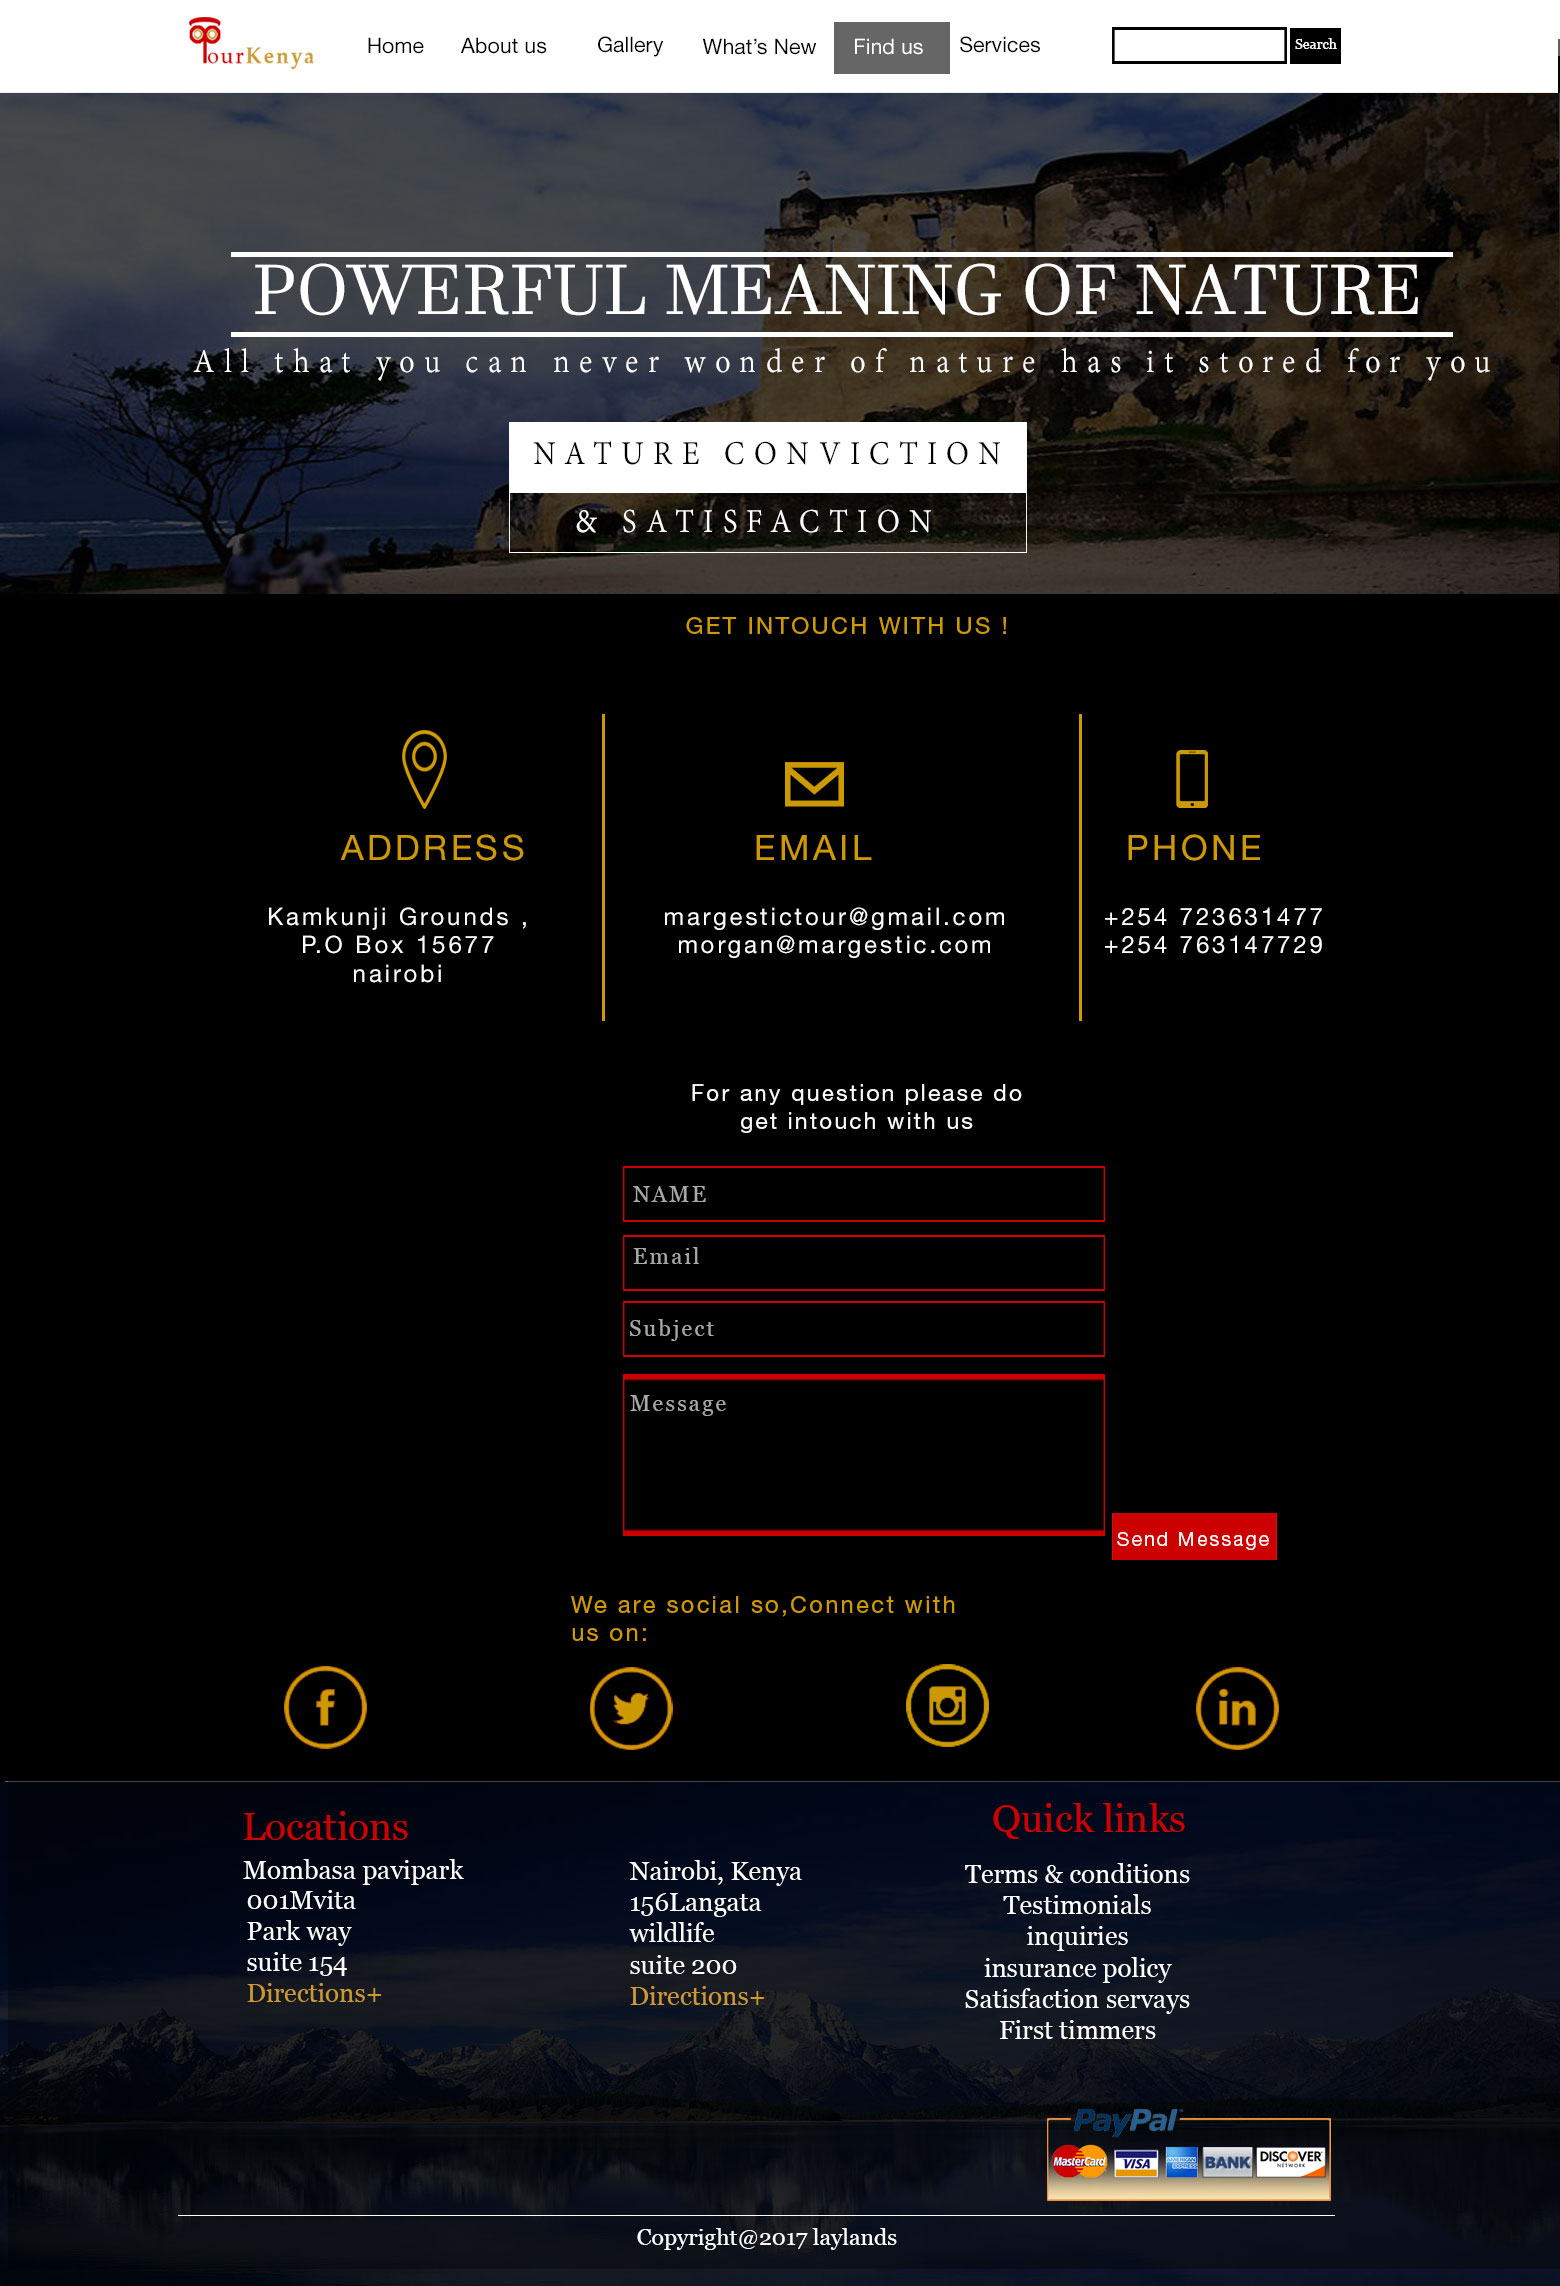 TourKenya
Home
About us
Gallery
What's New
Find us
Services
Search
POWERFUL MEANING OF NATURE
All that you can never wonder of nature has it stored for you
NATURE CONVICTION
& SATISFACTION
GET INTOUCH WITH US !
ADDRESS
Kamkunji Grounds ,
P.O Box 15677
nairobi
EMAIL
margestictour@gmail.com
morgan@margestic.com
PHONE
+254 723631477
+254 763147729
For any question please do
get intouch with us
NAME
Email
Subject
Message
Send Message
We are social so,Connect with
us on:
Locations
Mombasa pavipark
001Mvita
Park way
suite 154
Directions+
Nairobi, Kenya
156Langata
wildlife
suite 200
Directions+
Quick links
Terms & conditions
Testimonials
inquiries
insurance policy
Satisfaction servays
First timmers
PayPal
MasterCard
VISA
AMERICAN EXPRESS
BANK
DISCOVER
NETWORK
Copyright@2017 laylands